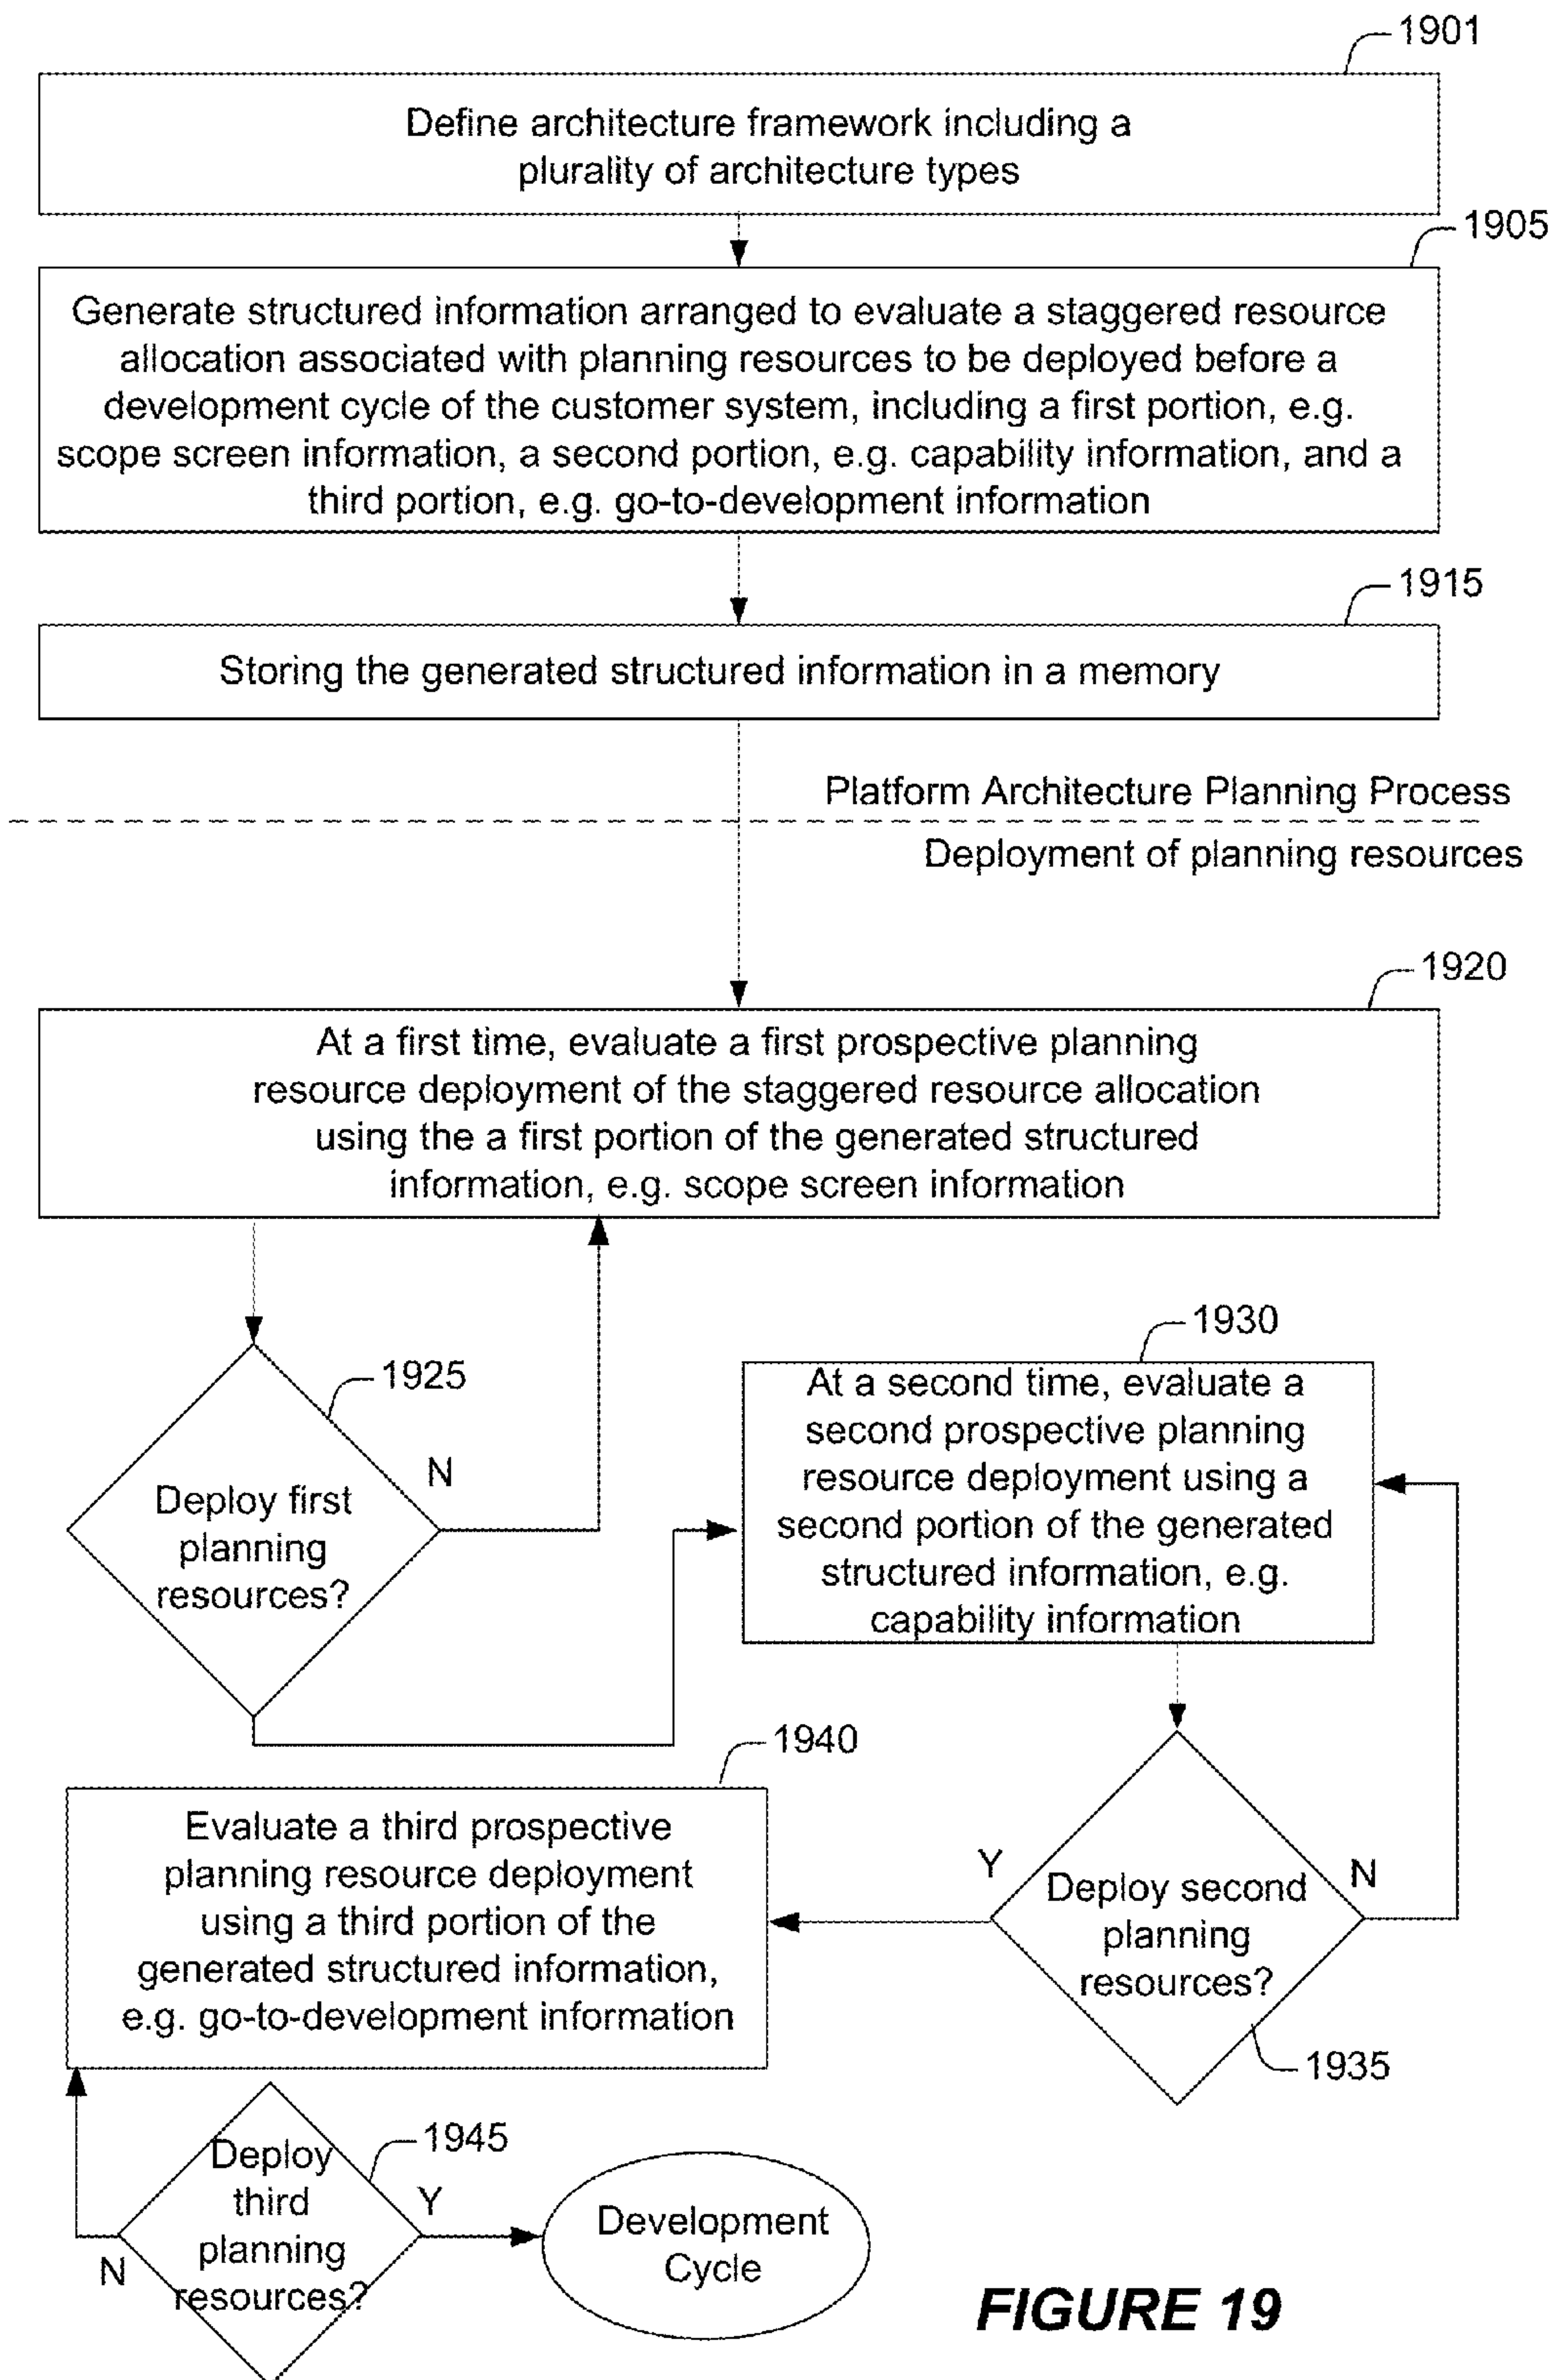 1901
Define architecture framework including a
plurality of architecture types
1905
Generate structured information arranged to evaluate a staggered resource
allocation associated with planning resources to be deployed before a
development cycle of the customer system, including a first portion, e.g.
scope screen information, a second portion, e.g. capability information, and a
third portion, e.g. go-to-development information
1915
Storing the generated structured information in a memory
Platform Architecture Planning Process
Deployment of planning resources
1920
At a first time, evaluate a first prospective planning
resource deployment of the staggered resource allocation
using the a first portion of the generated structured
information, e.g. scope screen information
1925
N
Deploy first
planning
resources?
1930
At a second time, evaluate a
second prospective planning
resource deployment using a
second portion of the generated
structured information, e.g.
capability information
1940
Evaluate a third prospective
planning resource deployment
using a third portion of the
generated structured information,
e.g. go-to-development information
Y
N
Deploy second
planning
resources?
1935
1945
Deploy
third
planning
resources?
Y
N
Development
Cycle
FIGURE 19